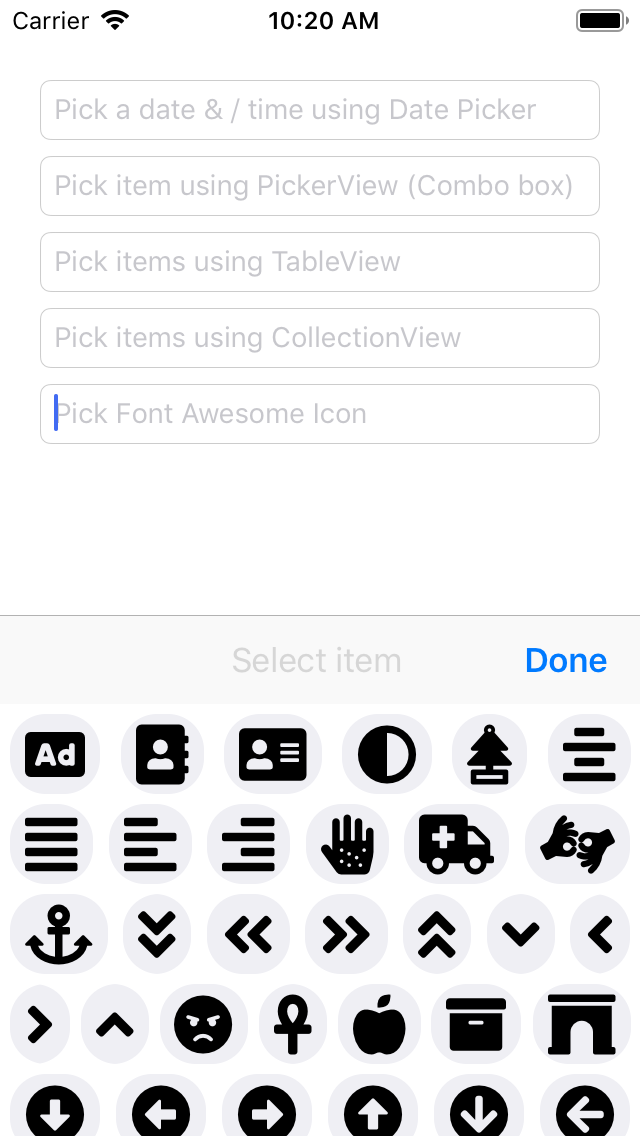 Carrier 10:20 AM
Pick a date & / time using Date Picker
Pick item using PickerView (Combo box)
Pick items using TableView
Pick items using CollectionView
Pick Font Awesome Icon
Select item Done
Ad